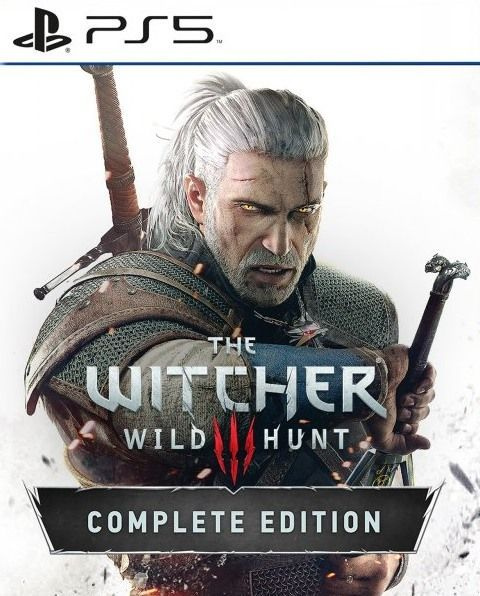 PS5
THE
WITCHER
WILD III HUNT
COMPLETE EDITION